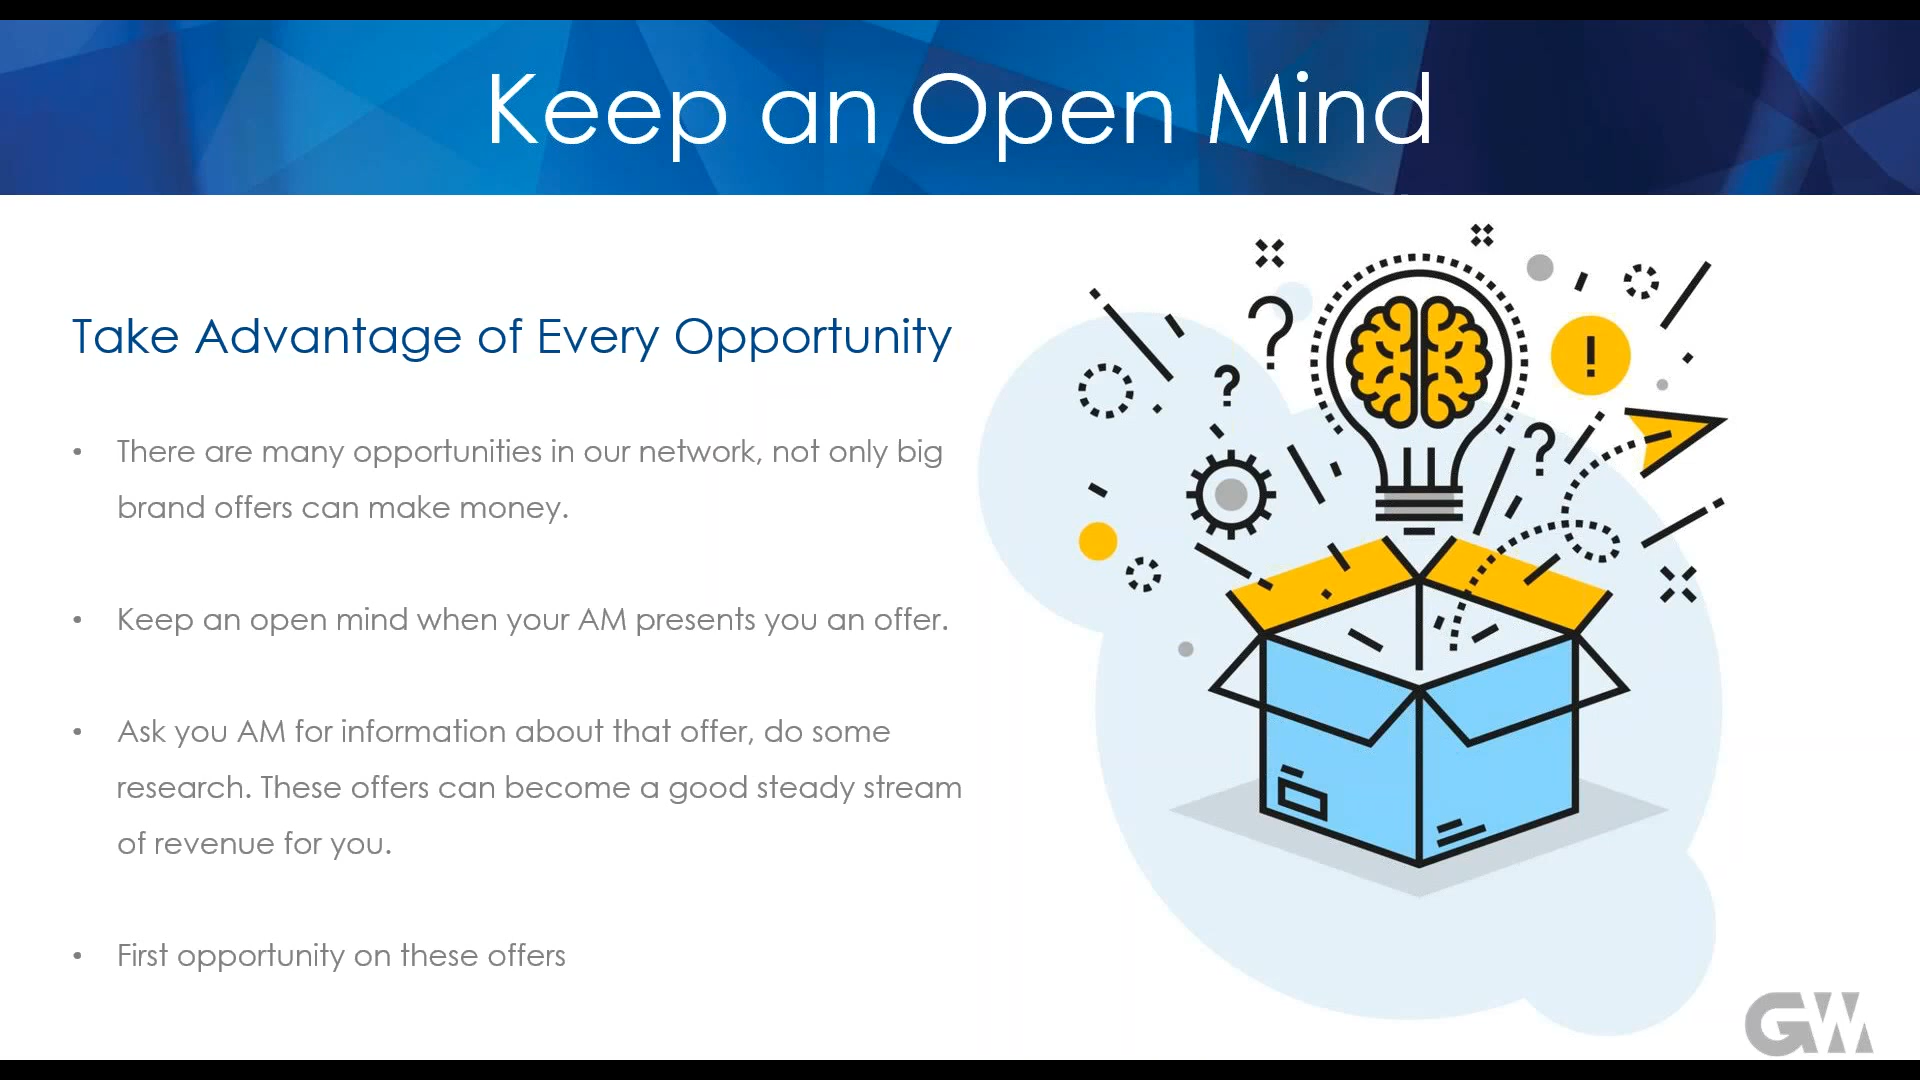 Keep an Open Mind
Take Advantage of Every Opportunity
• There are many opportunities in our network, not only big
brand offers can make money.
• Keep an open mind when your AM presents you an offer.
• Ask you AM for information about that offer, do some
research. These offers can become a good steady stream
of revenue for you.
• First opportunity on these offers
?
?
!
?
GWM